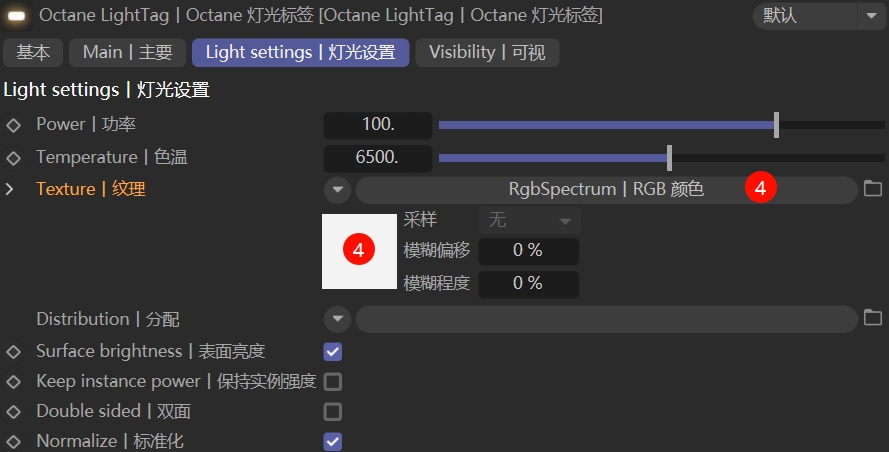 Octane LightTag | Octane 灯光标签 [Octane LightTag | Octane 灯光标签] 默认
基本 Main | 主要 Light settings | 灯光设置 Visibility | 可视
Light settings | 灯光设置
Power | 功率 100.
Temperature | 色温 6500.
Texture | 纹理 RgbSpectrum | RGB 颜色 4
4 采样 无
模糊偏移 0 %
模糊程度 0 %
Distribution | 分配
Surface brightness | 表面亮度
Keep instance power | 保持实例强度
Double sided | 双面
Normalize | 标准化